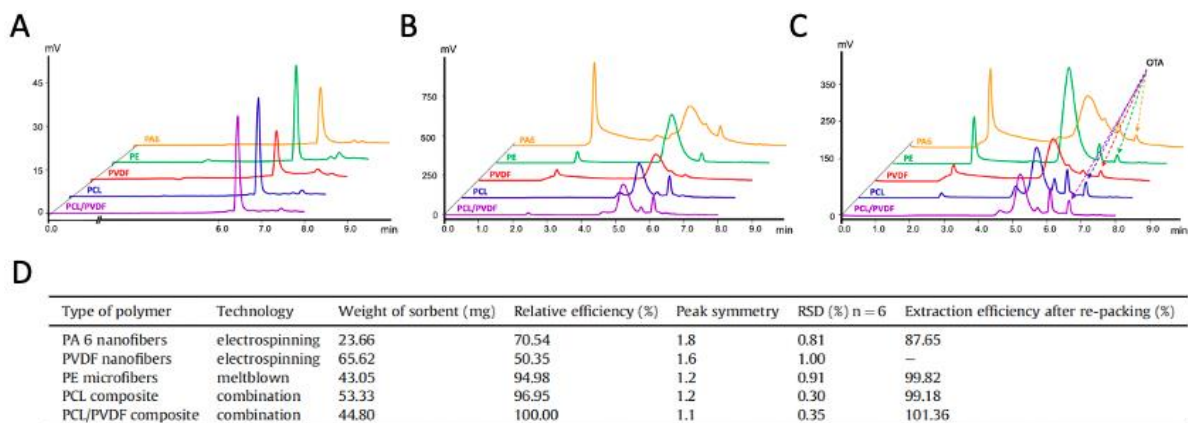 A
mV
45
30
15
0
PA6
PE
PVDF
PCL
PCL/PVDF
0.0 6.0 7.0 8.0 9.0 min
B
mV
750
500
250
0
PA6
PE
PVDF
PCL
PCL/PVDF
0.0 1.0 2.0 3.0 4.0 5.0 6.0 7.0 8.0 9.0 min
C
mV
350
250
150
50
0
OTA
PA6
PE
PVDF
PCL
PCL/PVDF
0.0 1.0 2.0 3.0 4.0 5.0 6.0 7.0 8.0 9.0 min
D
Type of polymer Technology Weight of sorbent (mg) Relative efficiency (%) Peak symmetry RSD (%) n = 6 Extraction efficiency after re-packing (%)
PA 6 nanofibers electrospinning 23.66 70.54 1.8 0.81 87.65
PVDF nanofibers electrospinning 65.62 50.35 1.6 1.00 –
PE microfibers meltblown 43.05 94.98 1.2 0.91 99.82
PCL composite combination 53.33 96.95 1.2 0.30 99.18
PCL/PVDF composite combination 44.80 100.00 1.1 0.35 101.36